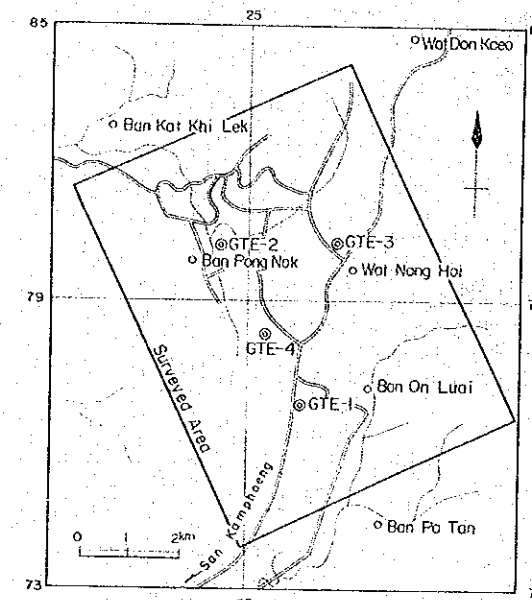 25
85
Wat Don Kaeo
Ban Kat Khi Lek
GTE-2
GTE-3
Ban Pong Nok
Wat Nong Hoi
79
GTE-4
Surveyed Area
Ban On Luai
GTE-1
San Kamphaeng
Ban Pa Tan
0 1 2km
73